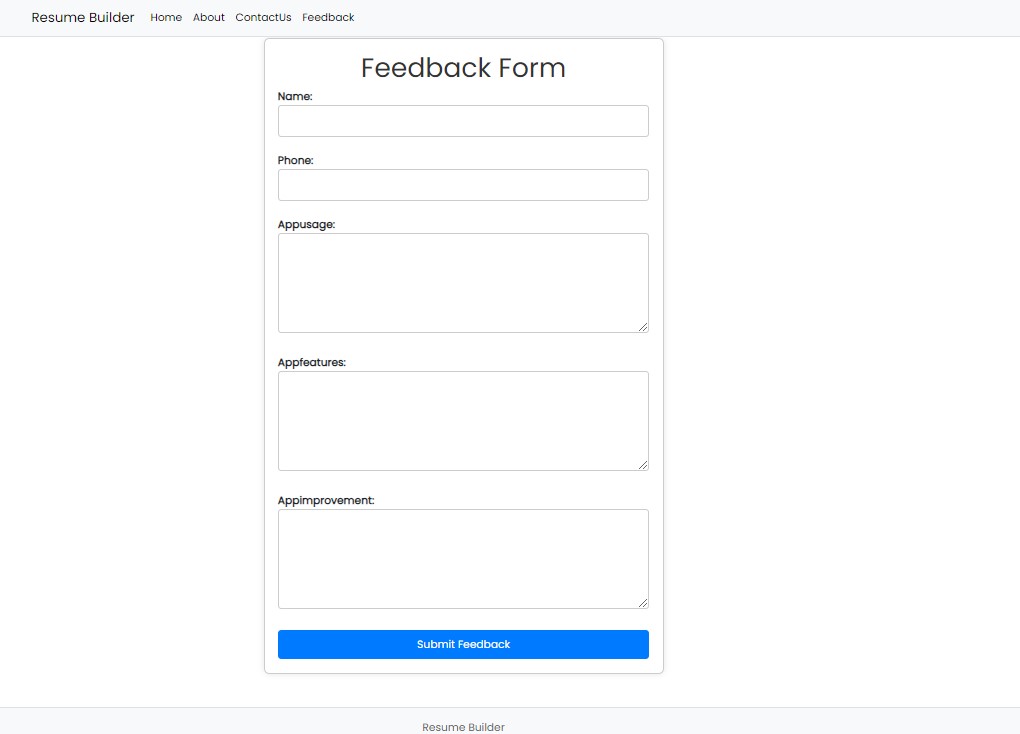 Resume Builder Home About ContactUs Feedback
Feedback Form
Name:
Phone:
Appusage:
Appfeatures:
Appimprovement:
Submit Feedback
Resume Builder